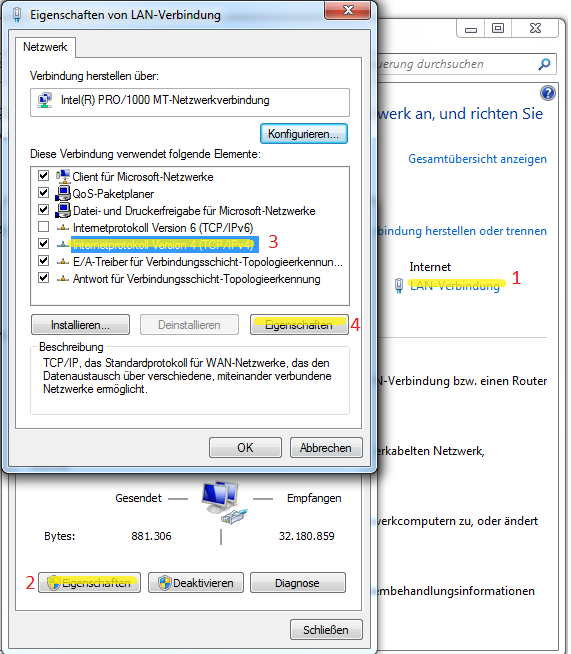 Eigenschaften von LAN-Verbindung
Netzwerk
Verbindung herstellen über:
Intel(R) PRO/1000 MT-Netzwerkverbindung
Konfigurieren...
Diese Verbindung verwendet folgende Elemente:
Client für Microsoft-Netzwerke
QoS-Paketplaner
Datei- und Druckerfreigabe für Microsoft-Netzwerke
Internetprotokoll Version 6 (TCP/IPv6)
Internetprotokoll Version 4 (TCP/IPv4)
3
E/A-Treiber für Verbindungsschicht-Topologieerkennun...
Antwort für Verbindungsschicht-Topologieerkennung
Installieren...
Deinstallieren
Eigenschaften
4
Beschreibung
TCP/IP, das Standardprotokoll für WAN-Netzwerke, das den
Datenaustausch über verschiedene, miteinander verbundene
Netzwerke ermöglicht.
OK
Abbrechen
Gesendet
Empfangen
Bytes:
881.306
32.180.859
2
Eigenschaften
Deaktivieren
Diagnose
Schließen
uerung durchsuchen
?
werk an, und richten Sie
Gesamtübersicht anzeigen
bindung herstellen oder trennen
Internet
1
LAN-Verbindung
N-Verbindung bzw. einen Router
erkabelten Netzwerk,
werkcomputern zu, oder ändert
embehandlungsinformationen